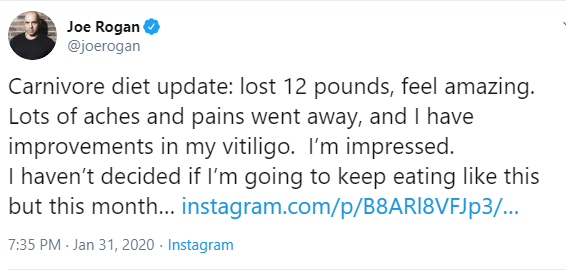 Joe Rogan
@joerogan
Carnivore diet update: lost 12 pounds, feel amazing.
Lots of aches and pains went away, and I have
improvements in my vitiligo.  I’m impressed.
I haven’t decided if I’m going to keep eating like this
but this month... instagram.com/p/B8ARl8VFJp3/...
7:35 PM · Jan 31, 2020 · Instagram